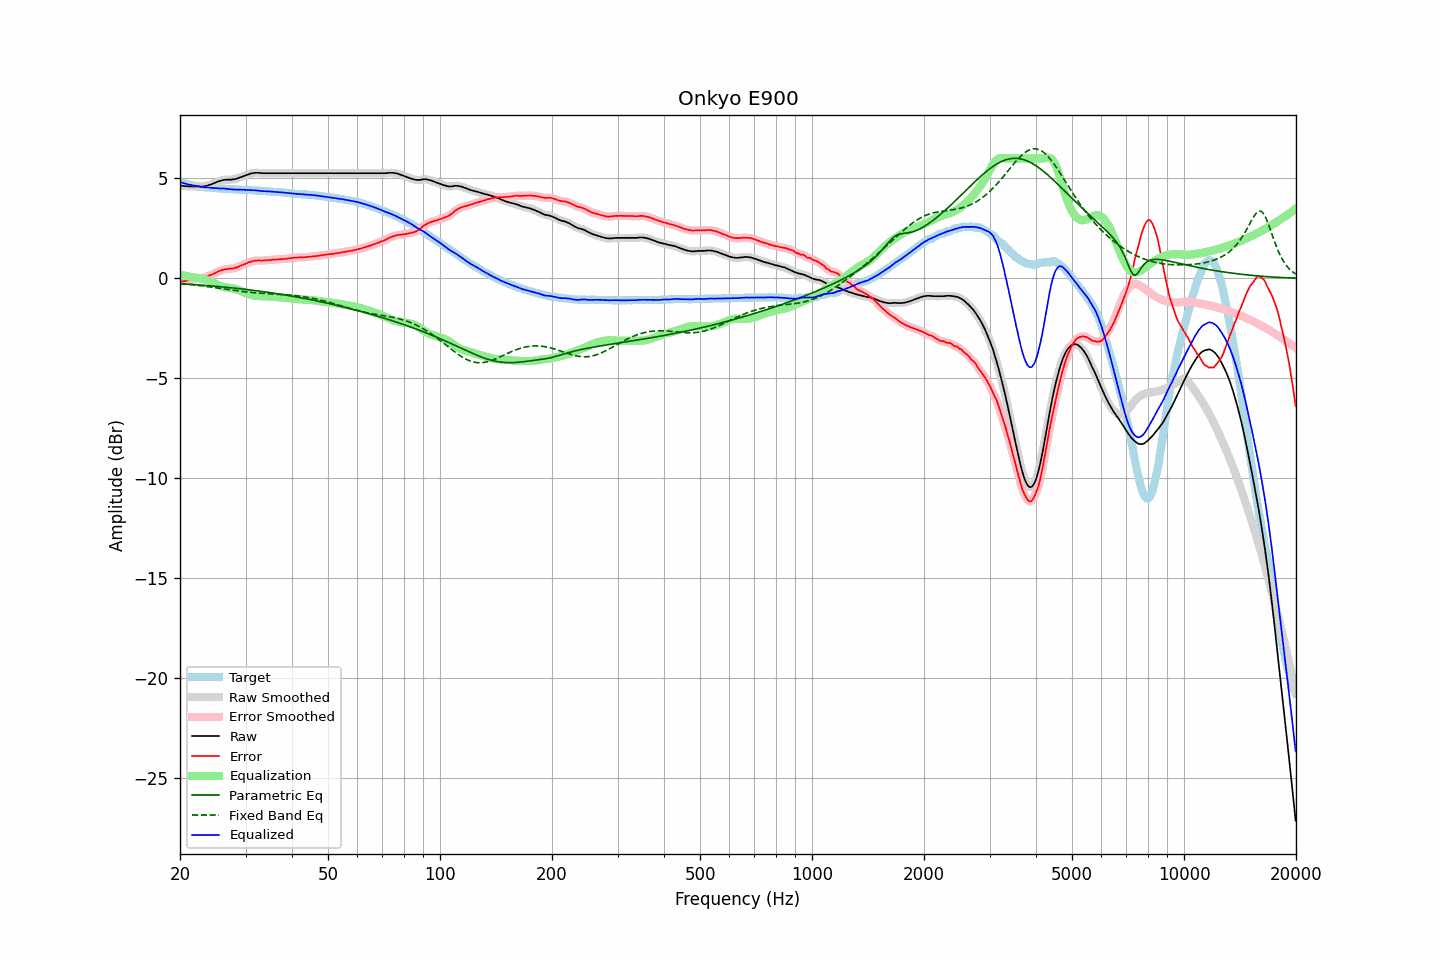 Onkyo E900
5
0
−5
−10
−15
−20
−25
Amplitude (dBr)
Target
Raw Smoothed
Error Smoothed
Raw
Error
Equalization
Parametric Eq
Fixed Band Eq
Equalized
20 50 100 200 500 1000 2000 5000 10000 20000
Frequency (Hz)